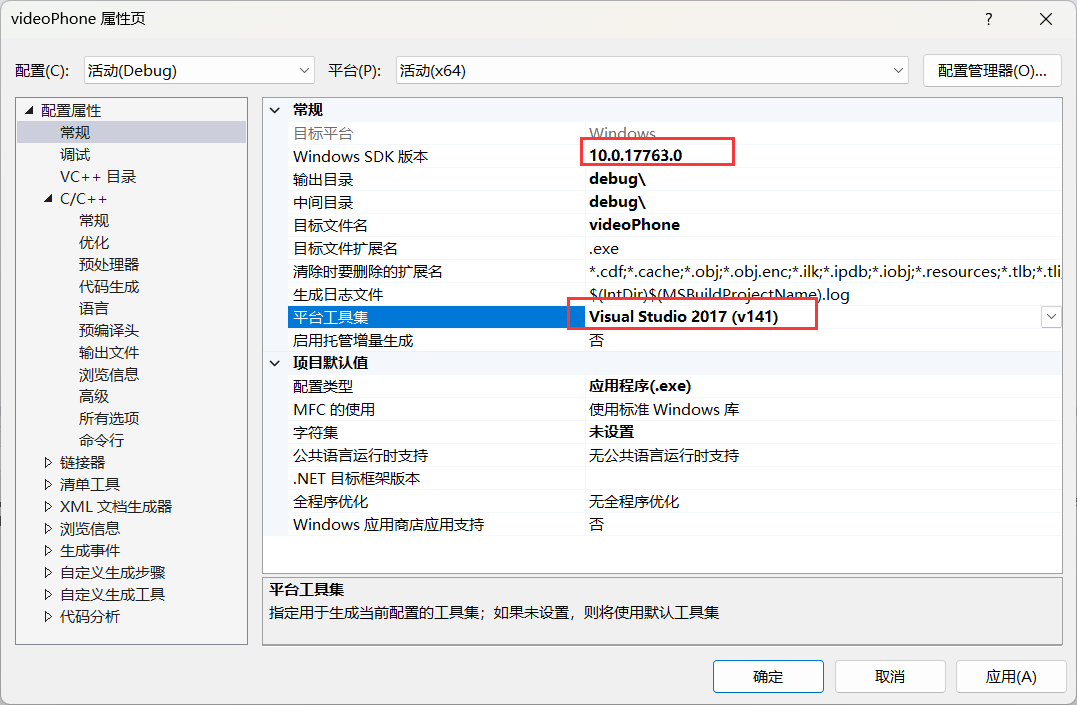 videoPhone 属性页
配置(C): 活动(Debug) 平台(P): 活动(x64) 配置管理器(O)...
配置属性
常规
调试
VC++ 目录
C/C++
常规
优化
预处理器
代码生成
语言
预编译头
输出文件
浏览信息
高级
所有选项
命令行
链接器
清单工具
XML 文档生成器
浏览信息
生成事件
自定义生成步骤
自定义生成工具
代码分析
常规
目标平台 Windows
Windows SDK 版本 10.0.17763.0
输出目录 debug\
中间目录 debug\
目标文件名 videoPhone
目标文件扩展名 .exe
清除时要删除的扩展名 *.cdf;*.cache;*.obj;*.obj.enc;*.ilk;*.ipdb;*.iobj;*.resources;*.tlb;*.tli
生成日志文件 $(IntDir)$(MSBuildProjectName).log
平台工具集 Visual Studio 2017 (v141)
启用托管增量生成 否
项目默认值
配置类型 应用程序(.exe)
MFC 的使用 使用标准 Windows 库
字符集 未设置
公共语言运行时支持 无公共语言运行时支持
.NET 目标框架版本
全程序优化 无全程序优化
Windows 应用商店应用支持 否
平台工具集
指定用于生成当前配置的工具集；如果未设置，则将使用默认工具集
确定 取消 应用(A)